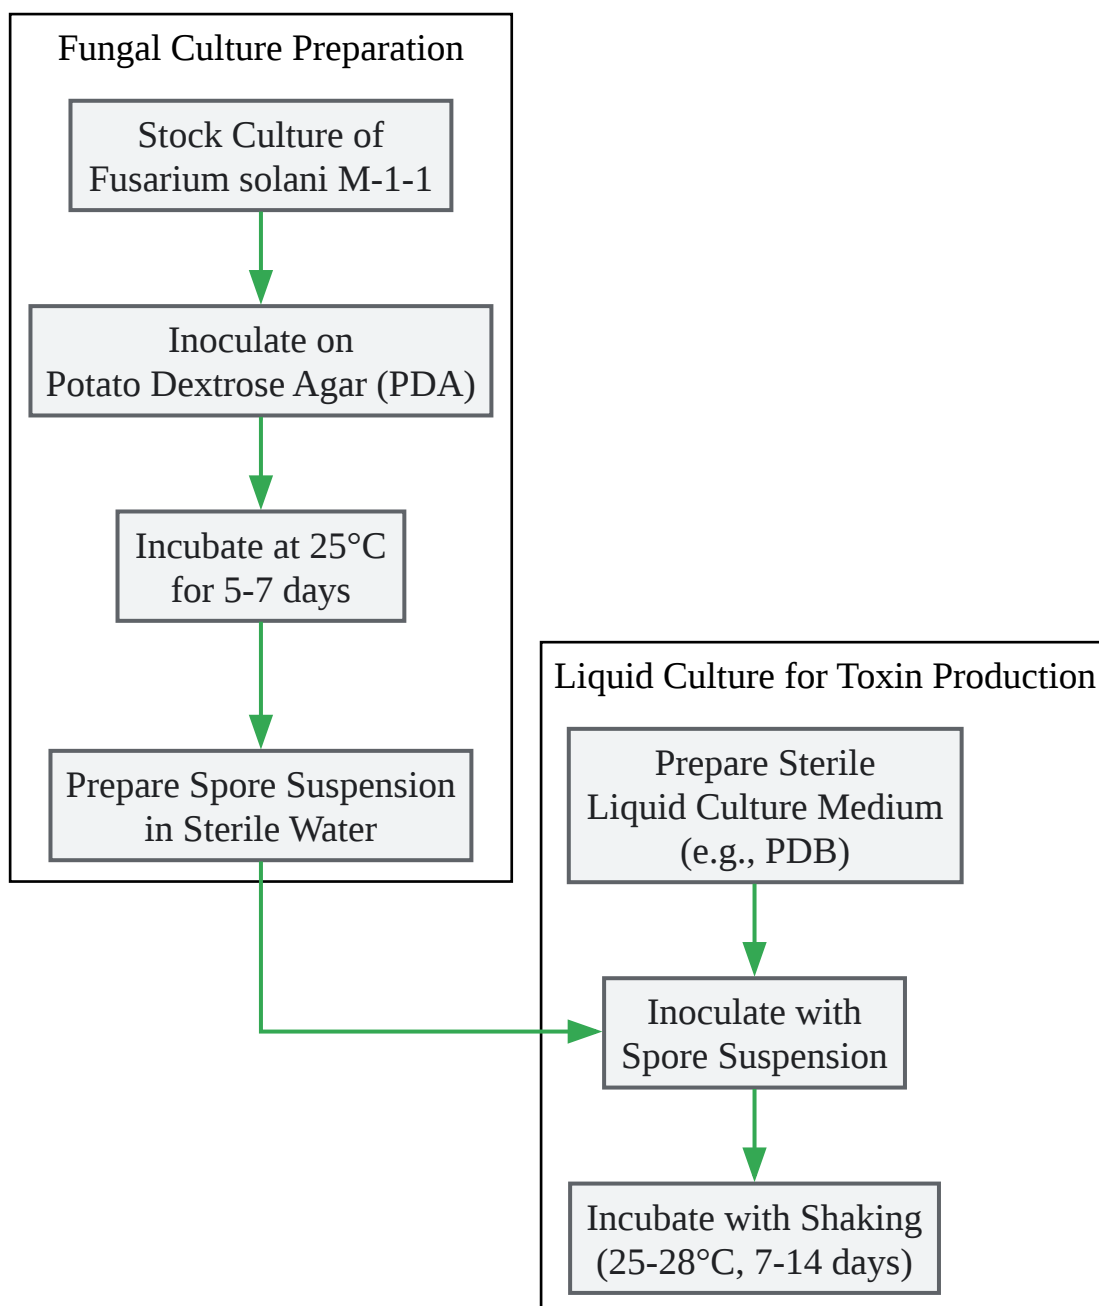 Fungal Culture Preparation
Stock Culture of
Fusarium solani M-1-1
Inoculate on
Potato Dextrose Agar (PDA)
Incubate at 25°C
for 5-7 days
Prepare Spore Suspension
in Sterile Water
Liquid Culture for Toxin Production
Prepare Sterile
Liquid Culture Medium
(e.g., PDB)
Inoculate with
Spore Suspension
Incubate with Shaking
(25-28°C, 7-14 days)